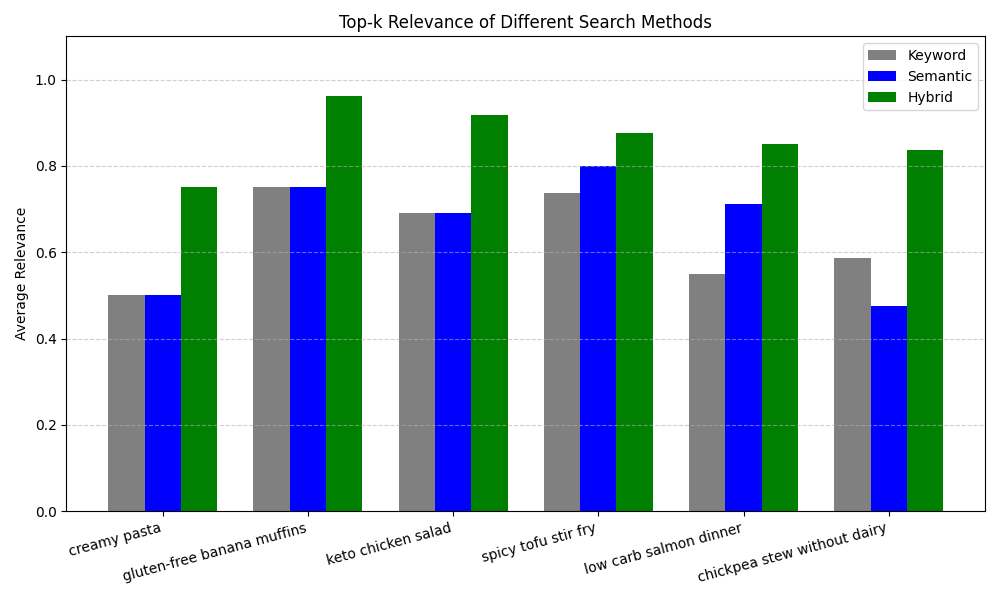 Top-k Relevance of Different Search Methods
Keyword
Semantic
Hybrid
Average Relevance
1.0
0.8
0.6
0.4
0.2
0.0
creamy pasta
gluten-free banana muffins
keto chicken salad
spicy tofu stir fry
low carb salmon dinner
chickpea stew without dairy